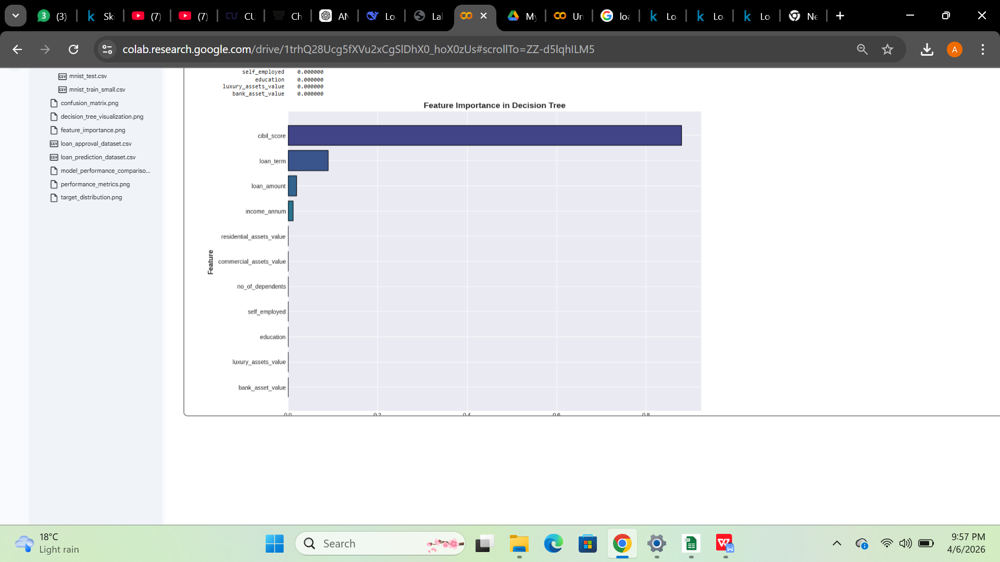 (3)
Ski
(7)
(7)
CU
Ch
AN
Lo
Lal
My
Un
loa
Lo
Lo
Lo
Ne
colab.research.google.com/drive/1trhQ28Ucg5fXVu2xCgSlDhX0_hoX0zUs#scrollTo=ZZ-d5lqhILM5
A
mnist_test.csv
mnist_train_small.csv
confusion_matrix.png
decision_tree_visualization.png
feature_importance.png
loan_approval_dataset.csv
loan_prediction_dataset.csv
model_performance_compariso...
performance_metrics.png
target_distribution.png
self_employed 0.000000
education 0.000000
luxury_assets_value 0.000000
bank_asset_value 0.000000
Feature Importance in Decision Tree
Feature
cibil_score
loan_term
loan_amount
income_annum
residential_assets_value
commercial_assets_value
no_of_dependents
self_employed
education
luxury_assets_value
bank_asset_value
0.0 0.2 0.4 0.6 0.8
18°C
Light rain
Search
9:57 PM
4/6/2026